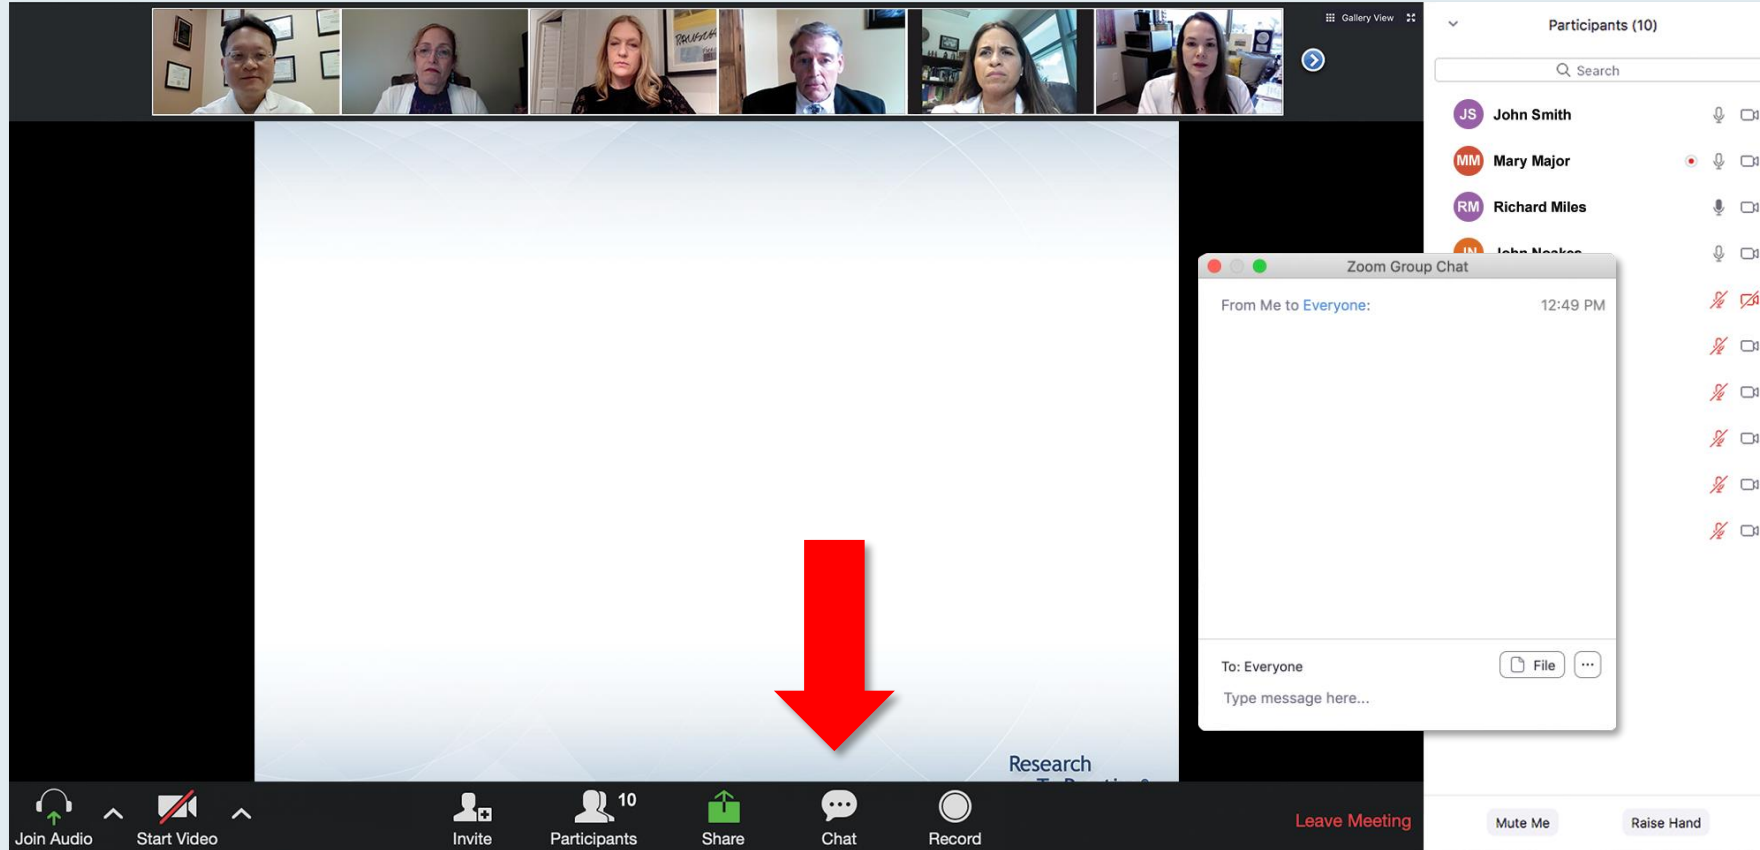 Gallery View
Participants (10)
Search
JS John Smith
MM Mary Major
RM Richard Miles
Zoom Group Chat
From Me to Everyone:
12:49 PM
To: Everyone
File
Type message here...
Research
Join Audio
Start Video
Invite
10
Participants
Share
Chat
Record
Leave Meeting
Mute Me
Raise Hand